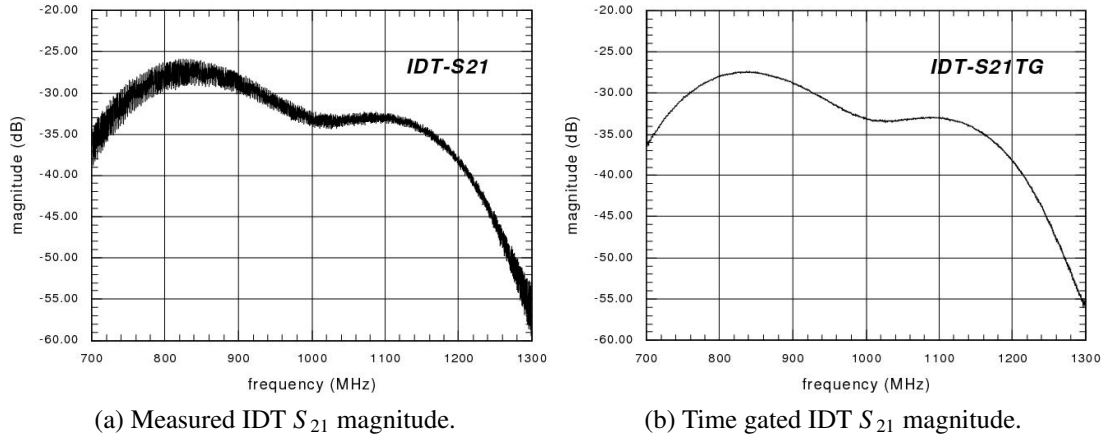 -20.00
-25.00
-30.00
-35.00
-40.00
-45.00
-50.00
-55.00
-60.00
magnitude (dB)
IDT-S21
700 800 900 1000 1100 1200 1300
frequency (MHz)
(a) Measured IDT S21 magnitude.
-20.00
-25.00
-30.00
-35.00
-40.00
-45.00
-50.00
-55.00
-60.00
magnitude (dB)
IDT-S21TG
700 800 900 1000 1100 1200 1300
frequency (MHz)
(b) Time gated IDT S21 magnitude.